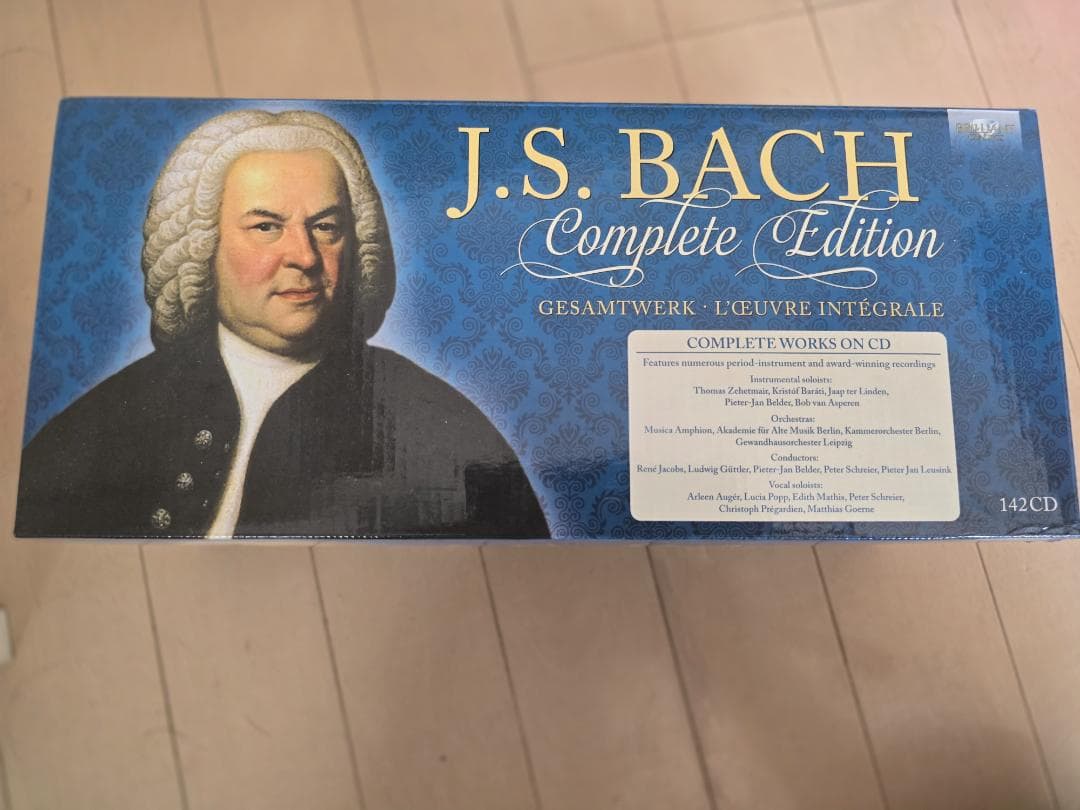 J.S. BACH
Complete Edition
GESAMTWERK · L'ŒUVRE INTÉGRALE
COMPLETE WORKS ON CD
Features numerous period-instrument and award-winning recordings
Instrumental soloists:
Thomas Zehetmair, Kristóf Baráti, Jaap ter Linden,
Pieter-Jan Belder, Bob van Asperen
Orchestras:
Musica Amphion, Akademie für Alte Musik Berlin, Kammerorchester Berlin,
Gewandhausorchester Leipzig
Conductors:
René Jacobs, Ludwig Güttler, Pieter-Jan Belder, Peter Schreier, Pieter Jan Leusink
Vocal soloists:
Arleen Augér, Lucia Popp, Edith Mathis, Peter Schreier,
Christoph Prégardien, Matthias Goerne
142CD